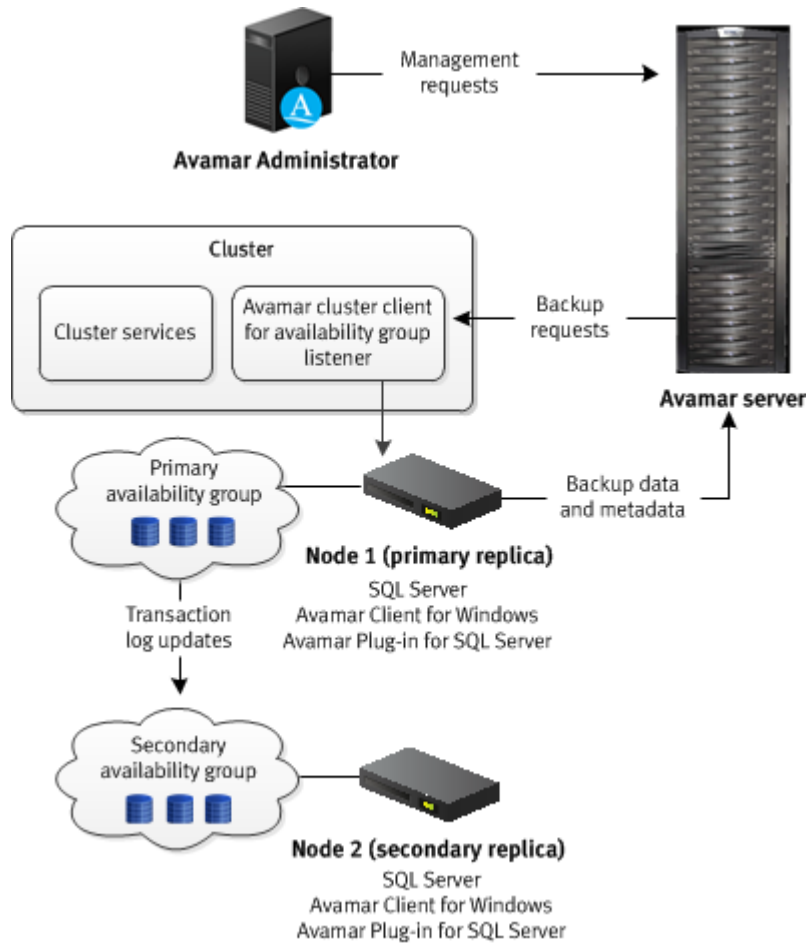 Management
requests
A
Avamar Administrator
Cluster
Cluster services
Avamar cluster client
for availability group
listener
Backup
requests
Avamar server
Primary
availability group
Backup data
and metadata
Node 1 (primary replica)
SQL Server
Avamar Client for Windows
Avamar Plug-in for SQL Server
Transaction
log updates
Secondary
availability group
Node 2 (secondary replica)
SQL Server
Avamar Client for Windows
Avamar Plug-in for SQL Server